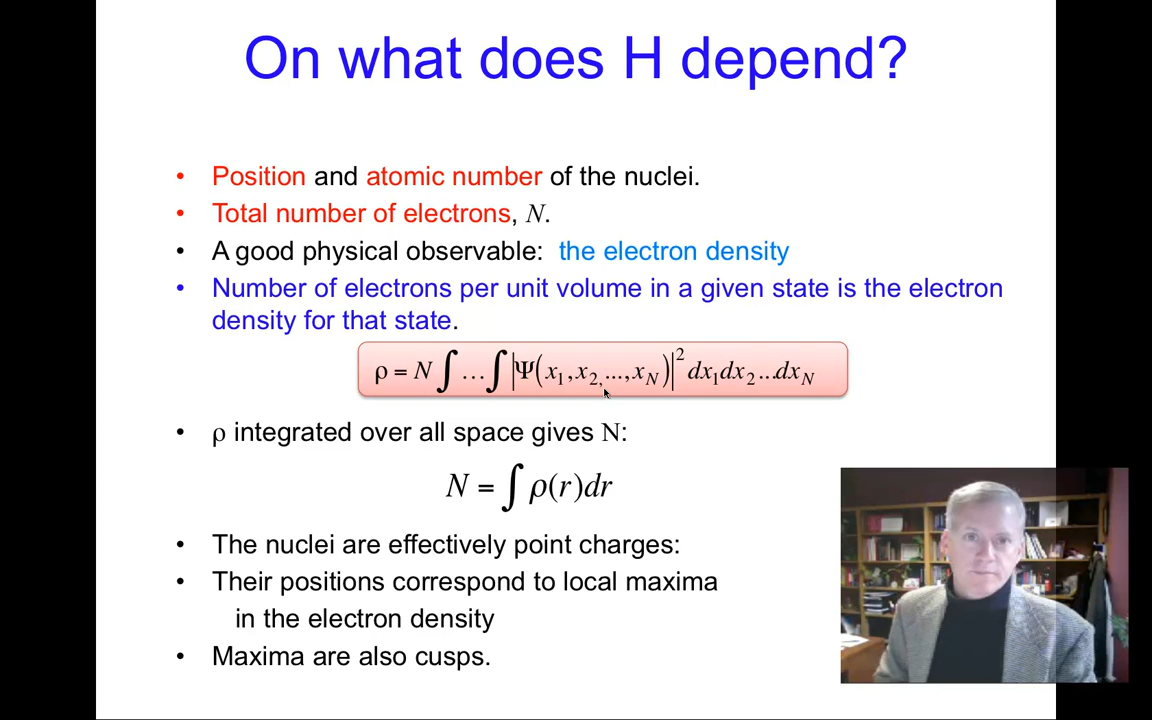 On what does H depend?
• Position and atomic number of the nuclei.
• Total number of electrons, N.
• A good physical observable: the electron density
• Number of electrons per unit volume in a given state is the electron
density for that state.
ρ = N∫…∫|Ψ(x₁,x₂,...,x_N)|² dx₁dx₂...dx_N
• ρ integrated over all space gives N:
N = ∫ρ(r)dr
• The nuclei are effectively point charges:
• Their positions correspond to local maxima
in the electron density
• Maxima are also cusps.